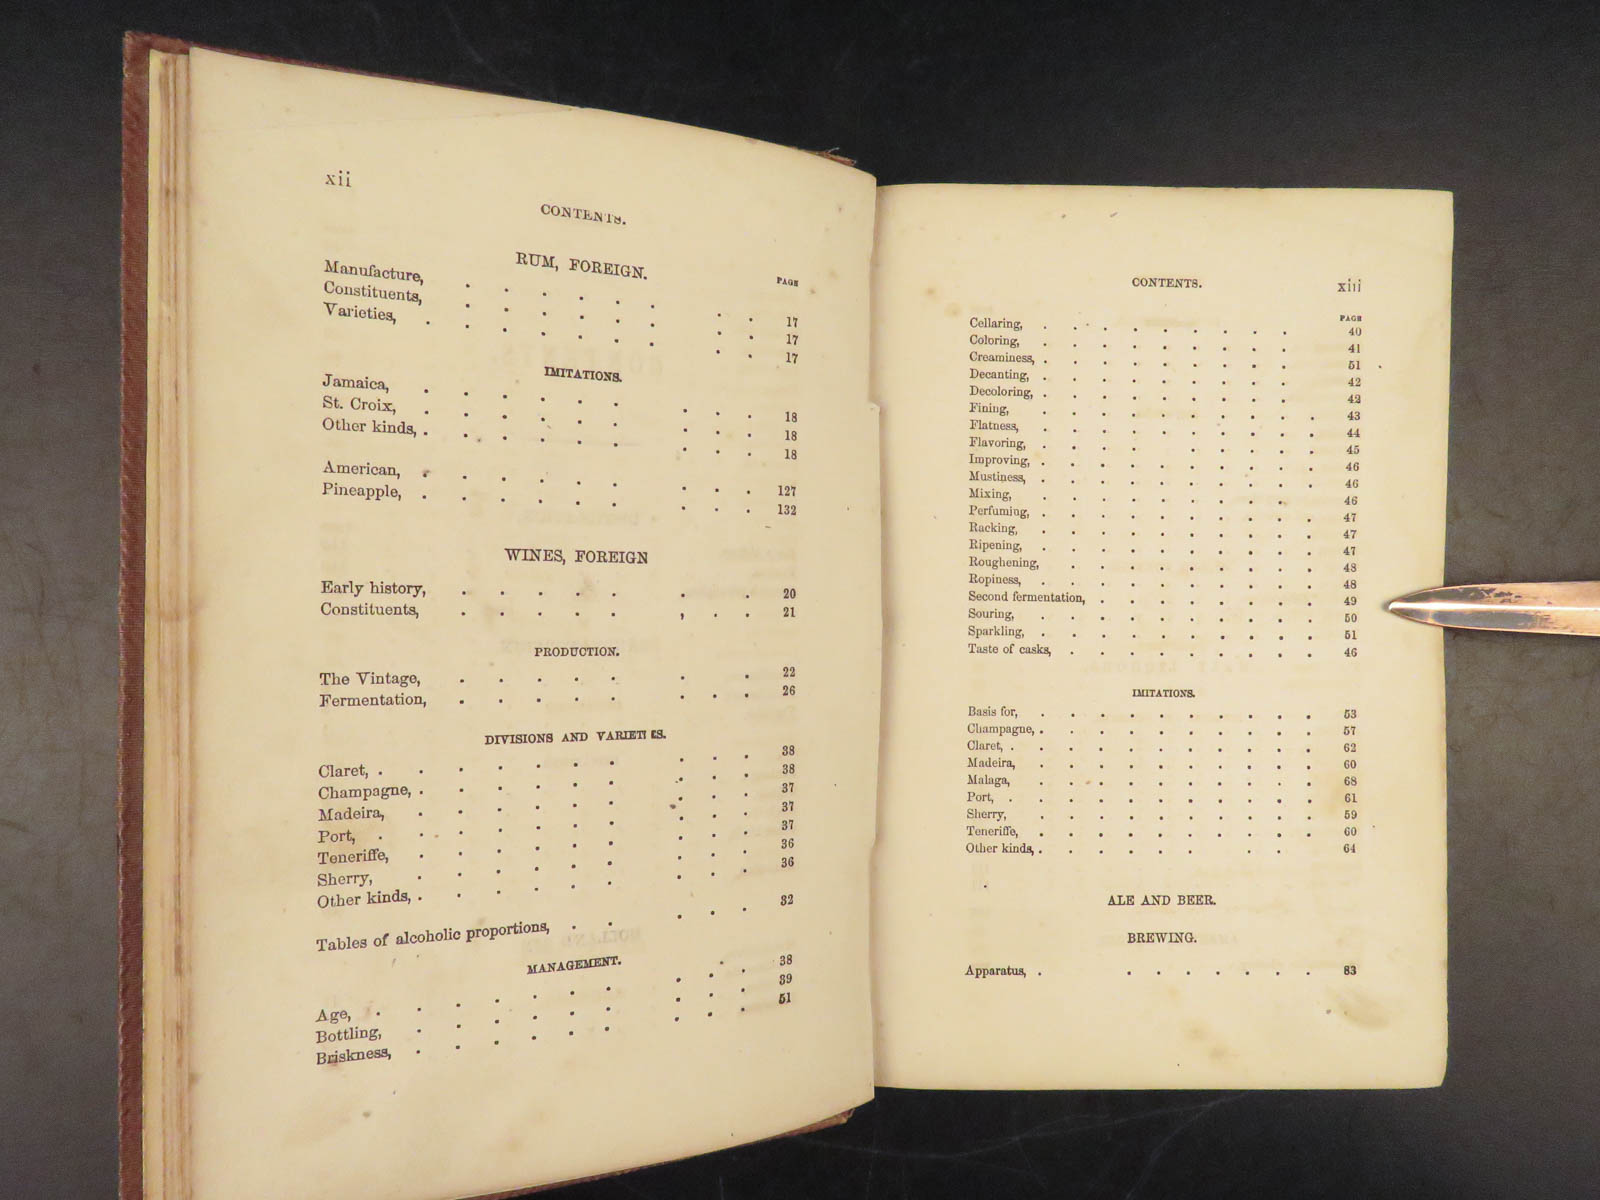 xii
CONTENTS.
RUM, FOREIGN.
PAGE
Manufacture, . . . . . . . . 17
Constituents, . . . . . . . . 17
Varieties, . . . . . . . . 17
IMITATIONS.
Jamaica, . . . . . . . . . 18
St. Croix, . . . . . . . . . 18
Other kinds, . . . . . . . . . 18
American, . . . . . . . . . 127
Pineapple, . . . . . . . . . 132
WINES, FOREIGN
Early history, . . . . . . . 20
Constituents, . . . . . , . . 21
PRODUCTION.
The Vintage, . . . . . . . 22
Fermentation, . . . . . . . . 26
DIVISIONS AND VARIETIES.
Claret, . . . . . . . . . . 38
Champagne, . . . . . . . . . 38
Madeira, . . . . . . . . . 37
Port, . . . . . . . . . . 37
Teneriffe, . . . . . . . . . 37
Sherry, . . . . . . . . . 36
Other kinds, . . . . . . . . . 36
Tables of alcoholic proportions, . . . . . 32
MANAGEMENT.
Age, . . . . . . . . . 38
Bottling, . . . . . . . . . 39
Briskness, . . . . . . . . . 51
CONTENTS. xiii
PAGE
Cellaring, . . . . . . . . . 40
Coloring, . . . . . . . . . 41
Creaminess, . . . . . . . . . 51
Decanting, . . . . . . . . . 42
Decoloring, . . . . . . . . . 42
Fining, . . . . . . . . . . 43
Flatness, . . . . . . . . . . 44
Flavoring, . . . . . . . . . . 45
Improving, . . . . . . . . . . 46
Mustiness, . . . . . . . . . . 46
Mixing, . . . . . . . . . 46
Perfuming, . . . . . . . . . . 47
Racking, . . . . . . . . . . 47
Ripening, . . . . . . . . . . 47
Roughening, . . . . . . . . . 48
Ropiness, . . . . . . . . . . 48
Second fermentation, . . . . . . . . 49
Souring, . . . . . . . . . . 50
Sparkling, . . . . . . . . . . 51
Taste of casks, . . . . . . . . . 46
IMITATIONS.
Basis for, . . . . . . . . . . 53
Champagne, . . . . . . . . . . 57
Claret, . . . . . . . . . . . 62
Madeira, . . . . . . . . . . 60
Malaga, . . . . . . . . . . 68
Port, . . . . . . . . . . . 61
Sherry, . . . . . . . . . . 59
Teneriffe, . . . . . . . . . . 60
Other kinds, . . . . . . . . 64
ALE AND BEER.
BREWING.
Apparatus, . . . . . . . . 83